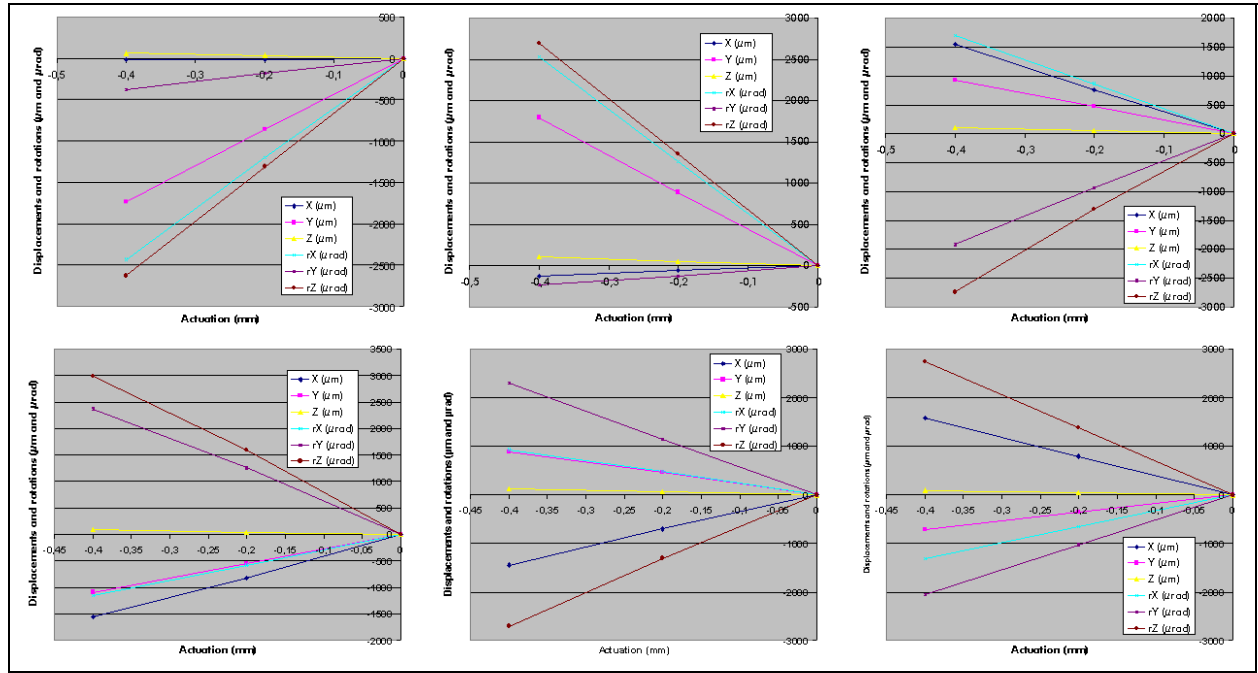 500
0
-0,5 -0,4 -0,3 -0,2 -0,1 0
-500
-1000
-1500
-2000
-2500
-3000
Displacements and rotations (µm and µrad)
X (µm)
Y (µm)
Z (µm)
rX (µrad)
rY (µrad)
rZ (µrad)
Actuation (mm)
3000
2500
2000
1500
1000
500
0
-0,5 -0,4 -0,3 -0,2 -0,1 0
-500
Displacements and rotations (µm and µrad)
X (µm)
Y (µm)
Z (µm)
rX (µrad)
rY (µrad)
rZ (µrad)
Actuation (mm)
2000
1500
1000
500
0
-0,5 -0,4 -0,3 -0,2 -0,1 0
-500
-1000
-1500
-2000
-2500
-3000
Displacements and rotations (µm and µrad)
X (µm)
Y (µm)
Z (µm)
rX (µrad)
rY (µrad)
rZ (µrad)
Actuation (mm)
3500
3000
2500
2000
1500
1000
500
0
-0,45 -0,4 -0,35 -0,3 -0,25 -0,2 -0,15 -0,1 -0,05 0
-500
-1000
-1500
-2000
Displacements and rotations (µm and µrad)
X (µm)
Y (µm)
Z (µm)
rX (µrad)
rY (µrad)
rZ (µrad)
Actuation (mm)
3000
2000
1000
0
-0,45 -0,4 -0,35 -0,3 -0,25 -0,2 -0,15 -0,1 -0,05 0
-1000
-2000
-3000
Displacements and rotations (µm and µrad)
X (µm)
Y (µm)
Z (µm)
rX (µrad)
rY (µrad)
rZ (µrad)
Actuation (mm)
3000
2000
1000
0
-0,45 -0,4 -0,35 -0,3 -0,25 -0,2 -0,15 -0,1 -0,05 0
-1000
-2000
-3000
Displacements and rotations (µm and µrad)
X (µm)
Y (µm)
Z (µm)
rX (µrad)
rY (µrad)
rZ (µrad)
Actuation (mm)